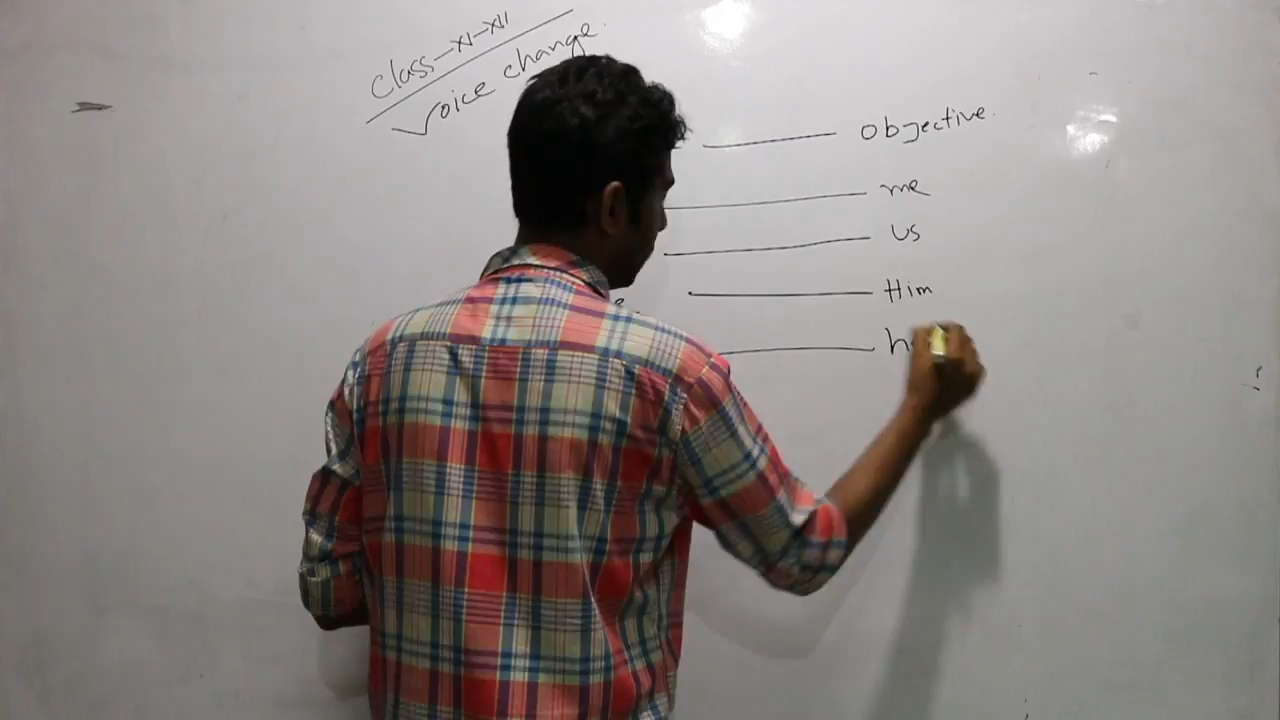 class-XI-XII
Voice change.
Objective.
me
us
Him